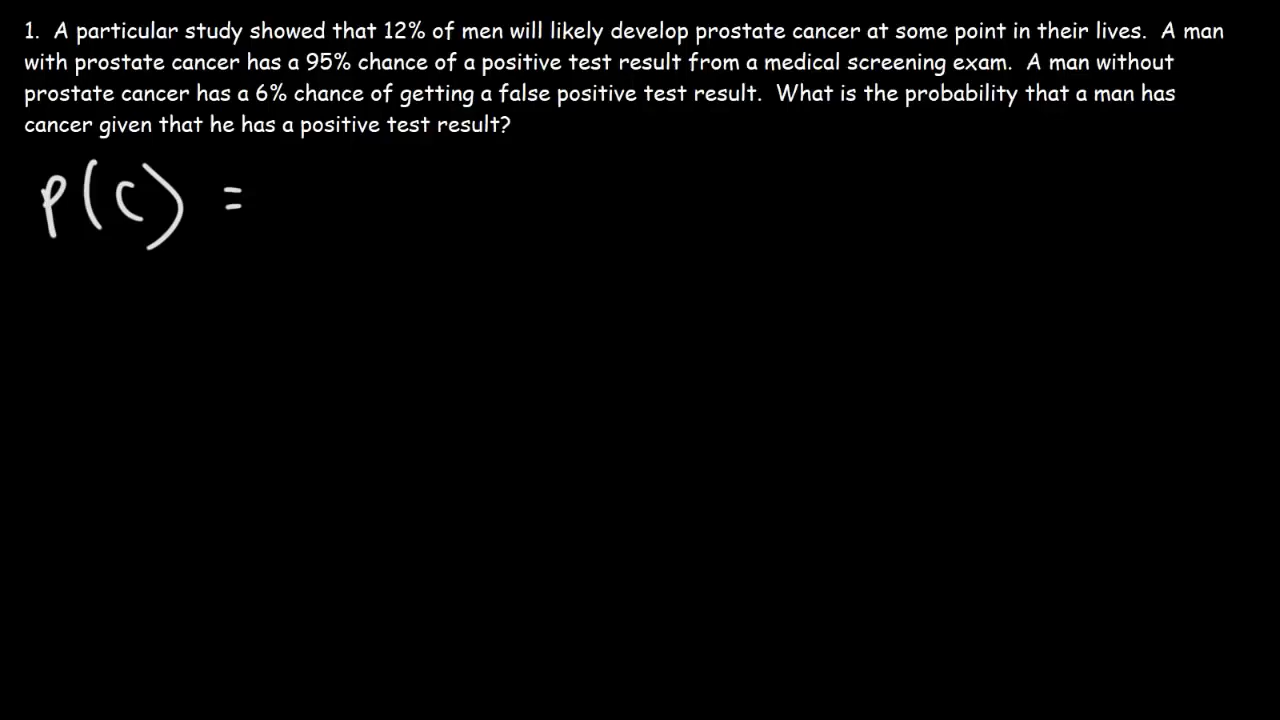 1. A particular study showed that 12% of men will likely develop prostate cancer at some point in their lives. A man
with prostate cancer has a 95% chance of a positive test result from a medical screening exam. A man without
prostate cancer has a 6% chance of getting a false positive test result. What is the probability that a man has
cancer given that he has a positive test result?
P(C) =